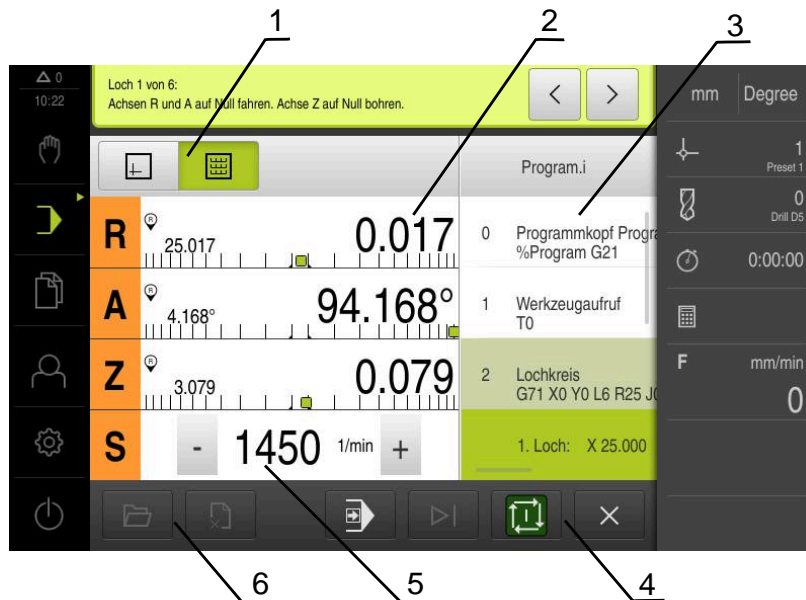 1
2
3
△ 0
10:22
Loch 1 von 6:
Achsen R und A auf Null fahren. Achse Z auf Null bohren.
mm
Degree
1
Preset 1
0
Drill D5
0:00:00
F mm/min
0
Program.i
R
R
25.017
0.017
A
R
4.168°
94.168°
Z
R
3.079
0.079
S
-
1450
1/min
+
0 Programmkopf Progra
%Program G21
1 Werkzeugaufruf
T0
2 Lochkreis
G71 X0 Y0 L6 R25 J0
1. Loch: X 25.000
6
5
4